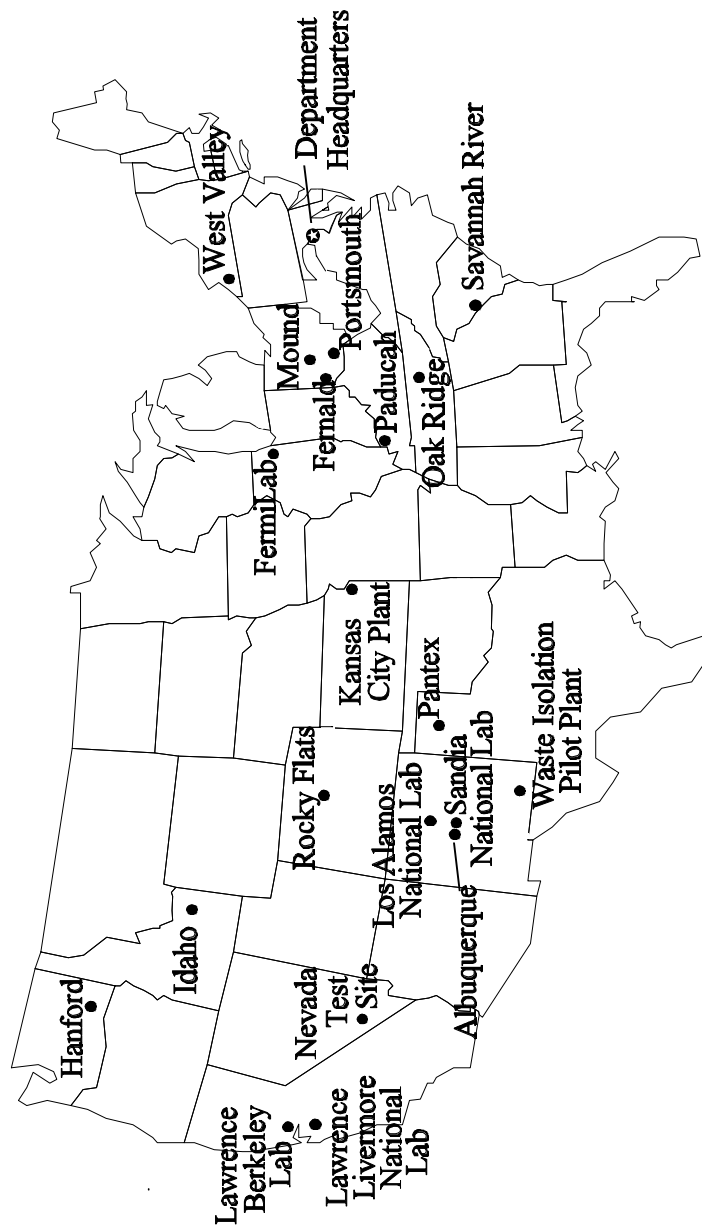 Hanford
Idaho
Lawrence
Berkeley
Lab
Lawrence
Livermore
National
Lab
Nevada
Test
Site
Albuquerque
Los Alamos
National Lab
Sandia
National Lab
Waste Isolation
Pilot Plant
Rocky Flats
Pantex
Kansas
City Plant
FermiLab
Mound
Fernald
Portsmouth
Paducah
Oak Ridge
West Valley
Department
Headquarters
Savannah River